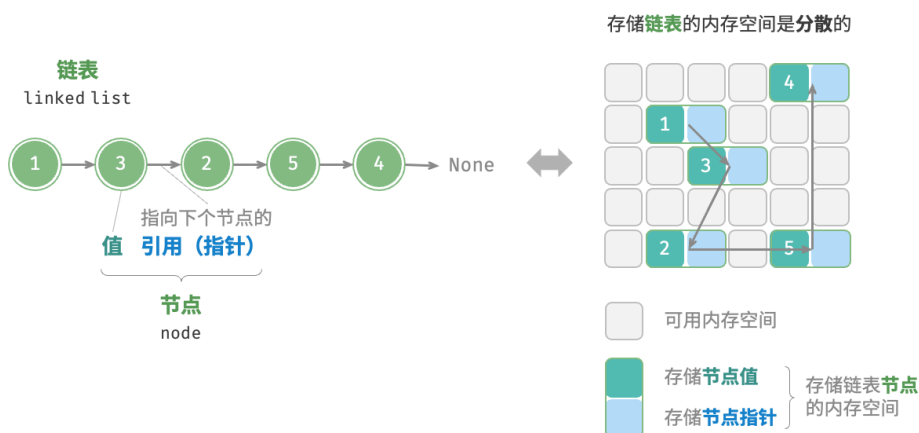 存储链表的内存空间是分散的
链表
linked list
1 3 2 5 4 None
指向下个节点的
值 引用（指针）
节点
node
4
1
3
2 5
可用内存空间
存储节点值
存储节点指针
存储链表节点
的内存空间